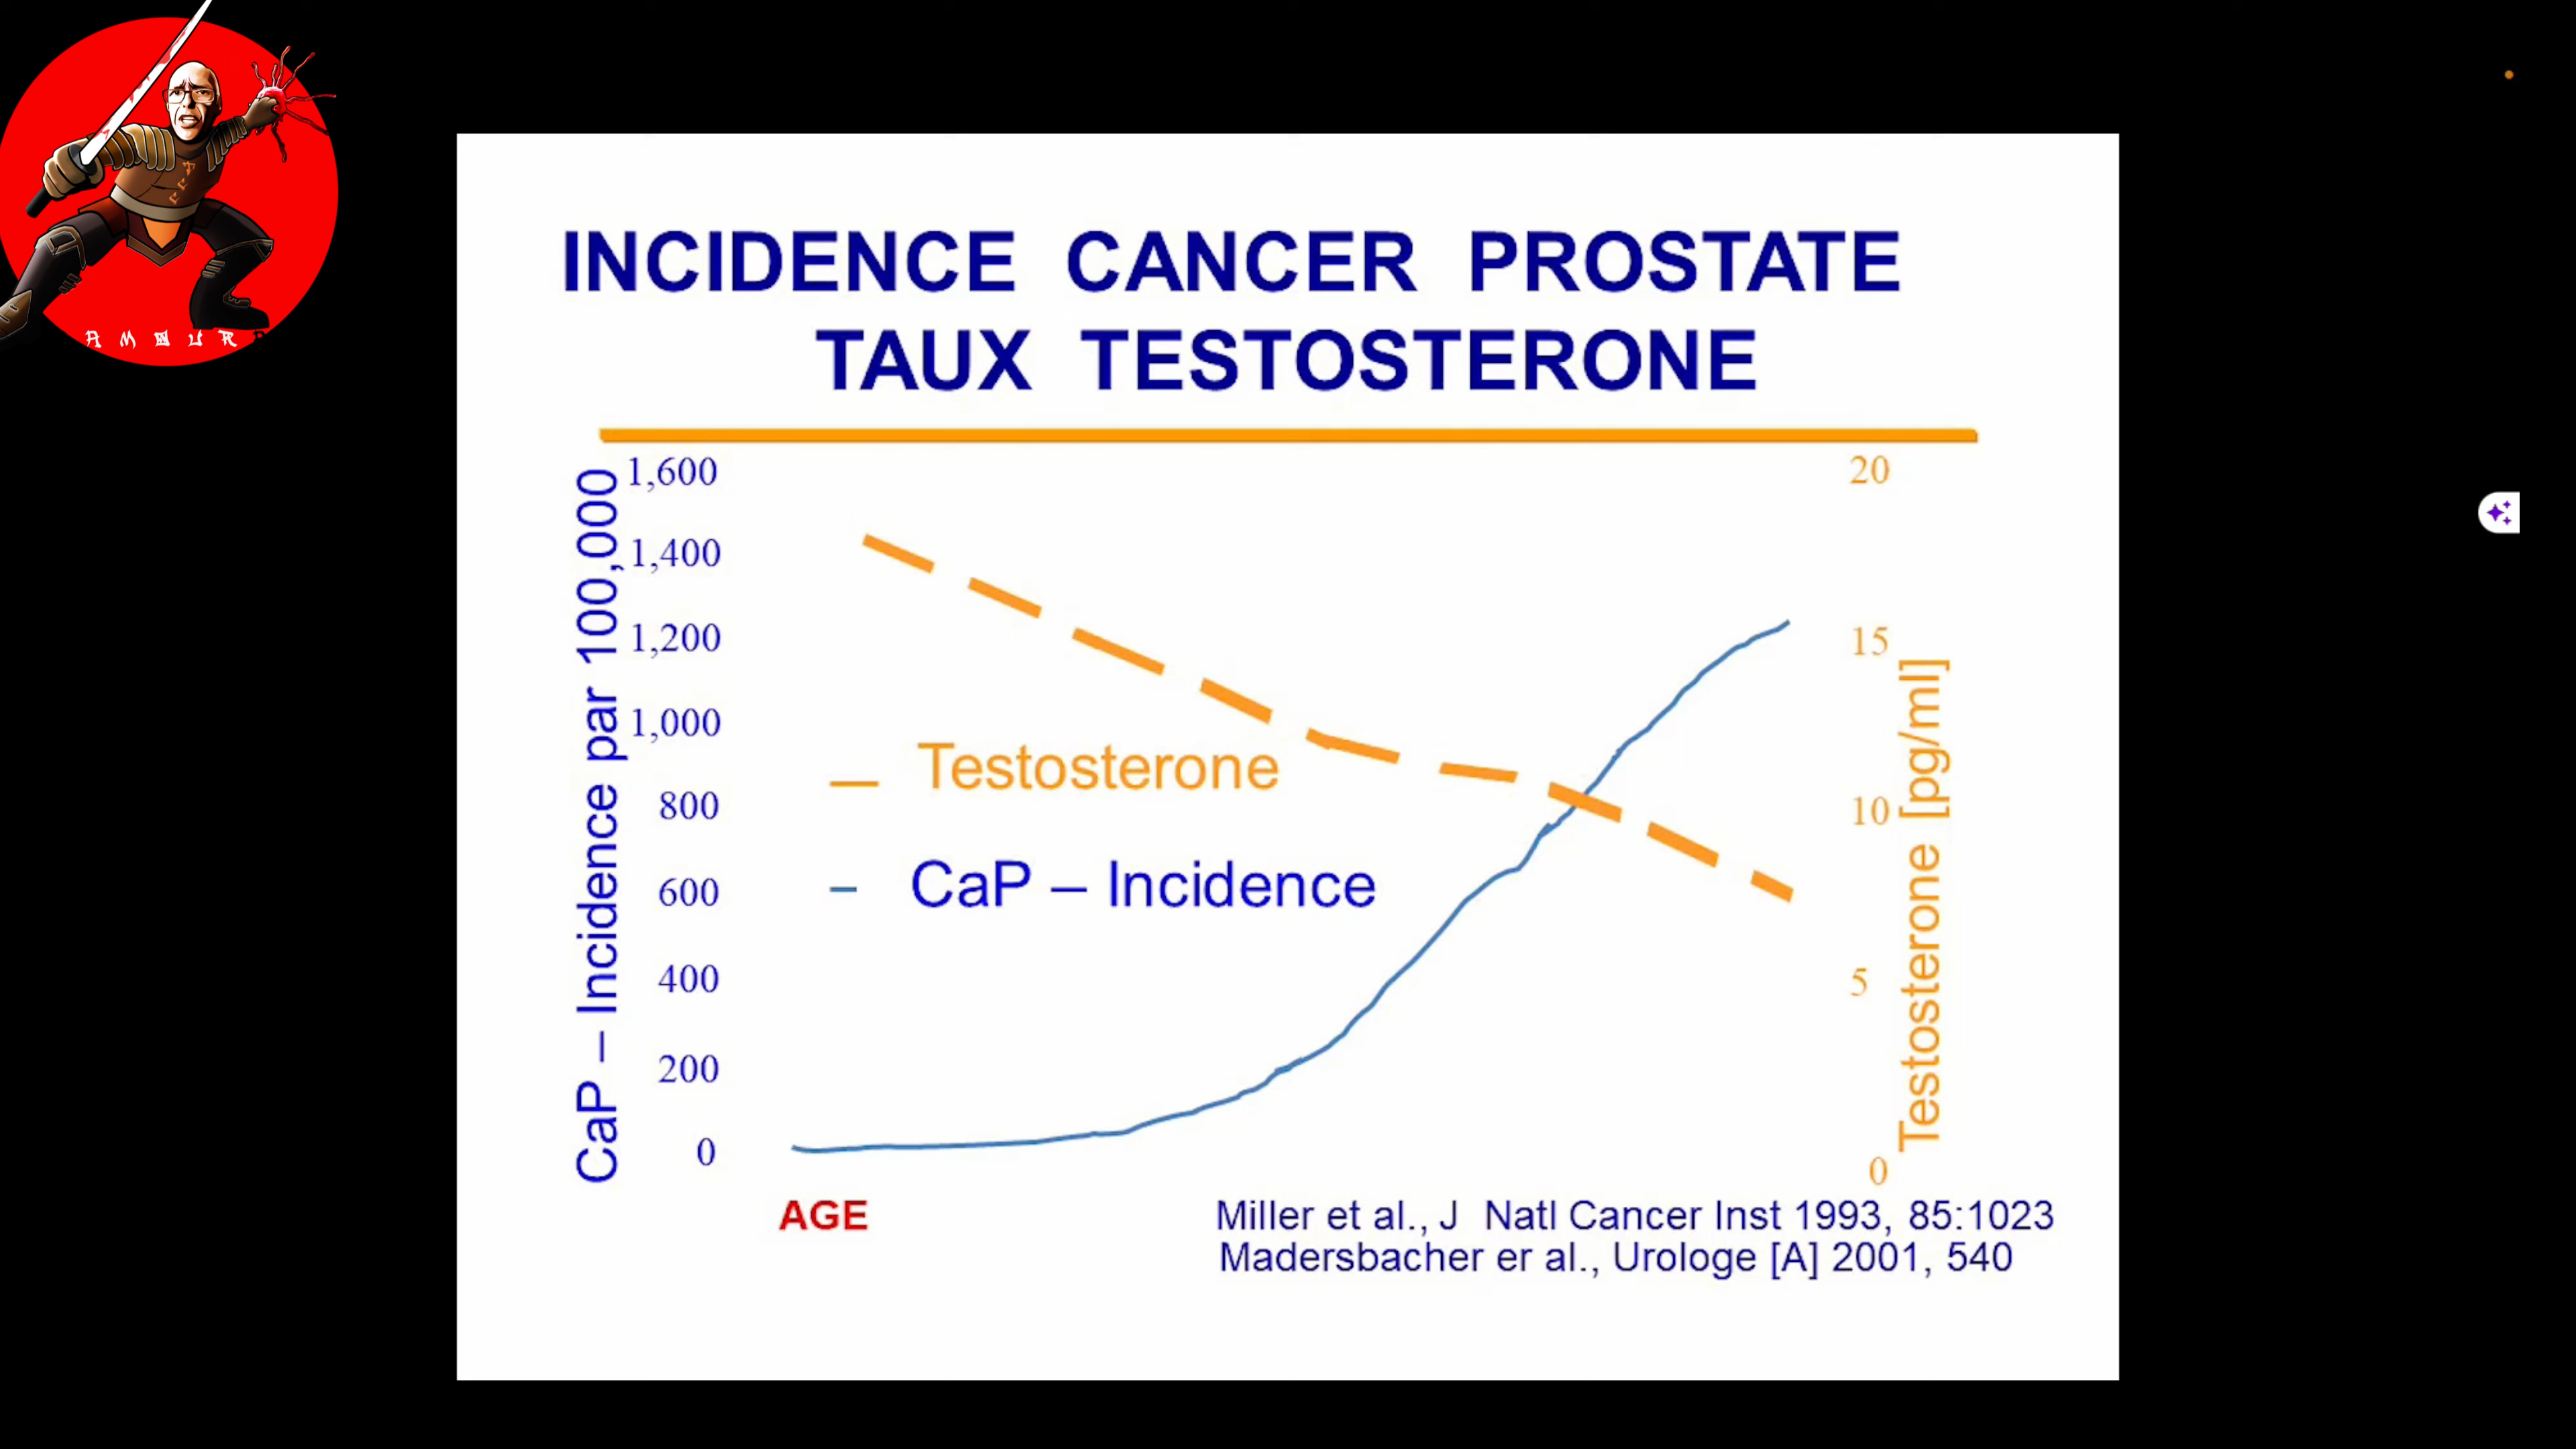 INCIDENCE CANCER PROSTATE
TAUX TESTOSTERONE
CaP – Incidence par 100,000
1,600
1,400
1,200
1,000
800
600
400
200
0
Testosterone
CaP – Incidence
20
15
10
5
0
Testosterone [pg/ml]
AGE
Miller et al., J Natl Cancer Inst 1993, 85:1023
Madersbacher er al., Urologe [A] 2001, 540